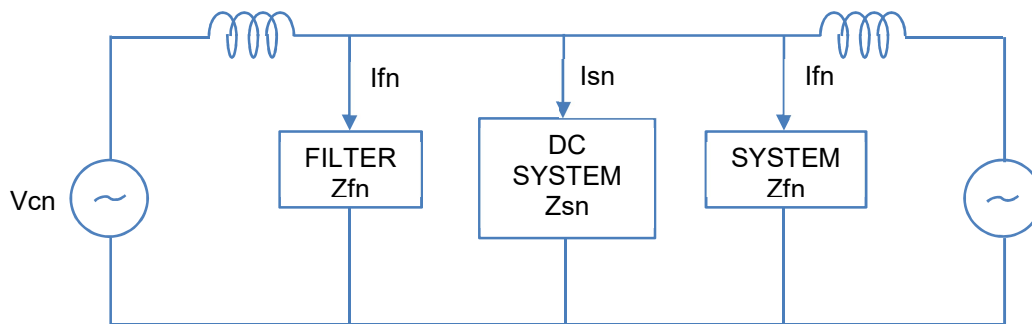 Ifn
Isn
Ifn
FILTER
Zfn
DC
SYSTEM
Zsn
SYSTEM
Zfn
Vcn